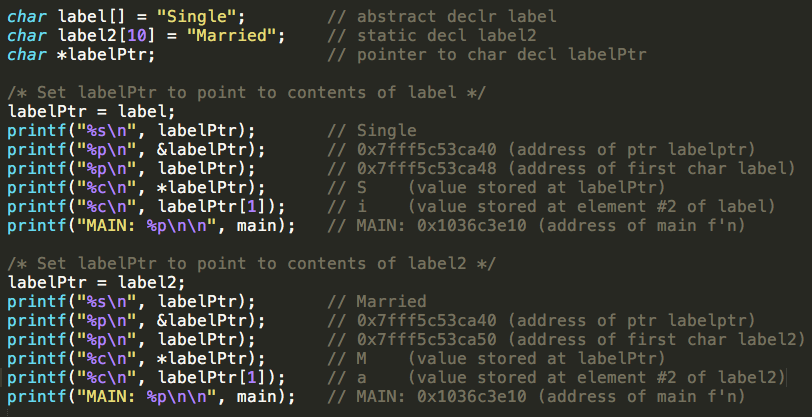 char label[] = "Single";        // abstract declr label
char label2[10] = "Married";    // static decl label2
char *labelPtr;                 // pointer to char decl labelPtr

/* Set labelPtr to point to contents of label */
labelPtr = label;
printf("%s\n", labelPtr);       // Single
printf("%p\n", &labelPtr);      // 0x7fff5c53ca40 (address of ptr labelptr)
printf("%p\n", labelPtr);       // 0x7fff5c53ca48 (address of first char label)
printf("%c\n", *labelPtr);      // S    (value stored at labelPtr)
printf("%c\n", labelPtr[1]);    // i    (value stored at element #2 of label)
printf("MAIN: %p\n\n", main);   // MAIN: 0x1036c3e10 (address of main f'n)

/* Set labelPtr to point to contents of label2 */
labelPtr = label2;
printf("%s\n", labelPtr);       // Married
printf("%p\n", &labelPtr);      // 0x7fff5c53ca40 (address of ptr labelptr)
printf("%p\n", labelPtr);       // 0x7fff5c53ca50 (address of first char label2)
printf("%c\n", *labelPtr);      // M    (value stored at labelPtr)
printf("%c\n", labelPtr[1]);    // a    (value stored at element #2 of label2)
printf("MAIN: %p\n\n", main);   // MAIN: 0x1036c3e10 (address of main f'n)